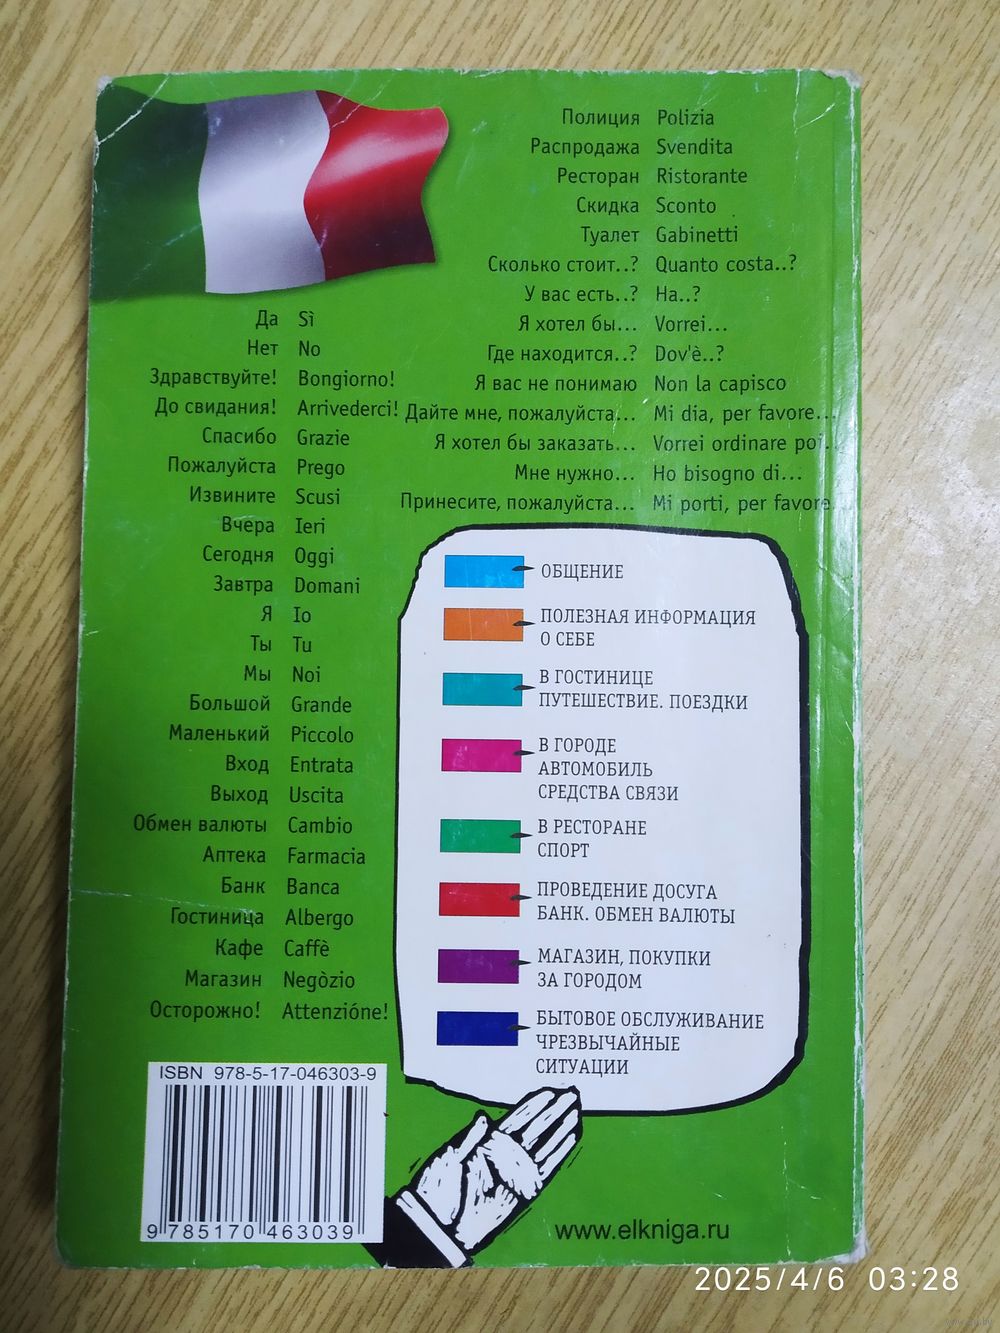 Полиция Polizia
Распродажа Svendita
Ресторан Ristorante
Скидка Sconto
Туалет Gabinetti
Сколько стоит..? Quanto costa..?
У вас есть..? Ha..?
Я хотел бы... Vorrei...
Где находится..? Dov'è..?
Я вас не понимаю Non la capisco
Дайте мне, пожалуйста... Mi dia, per favore...
Я хотел бы заказать... Vorrei ordinare poi...
Мне нужно... Ho bisogno di...
Принесите, пожалуйста... Mi porti, per favore...
Да Sì
Нет No
Здравствуйте! Bongiorno!
До свидания! Arrivederci!
Спасибо Grazie
Пожалуйста Prego
Извините Scusi
Вчера Ieri
Сегодня Oggi
Завтра Domani
Я Io
Ты Tu
Мы Noi
Большой Grande
Маленький Piccolo
Вход Entrata
Выход Uscita
Обмен валюты Cambio
Аптека Farmacia
Банк Banca
Гостиница Albergo
Кафе Caffè
Магазин Negòzio
Осторожно! Attenzióne!
ОБЩЕНИЕ
ПОЛЕЗНАЯ ИНФОРМАЦИЯ
О СЕБЕ
В ГОСТИНИЦЕ
ПУТЕШЕСТВИЕ. ПОЕЗДКИ
В ГОРОДЕ
АВТОМОБИЛЬ
СРЕДСТВА СВЯЗИ
В РЕСТОРАНЕ
СПОРТ
ПРОВЕДЕНИЕ ДОСУГА
БАНК. ОБМЕН ВАЛЮТЫ
МАГАЗИН, ПОКУПКИ
ЗА ГОРОДОМ
БЫТОВОЕ ОБСЛУЖИВАНИЕ
ЧРЕЗВЫЧАЙНЫЕ
СИТУАЦИИ
ISBN 978-5-17-046303-9
9 785170 463039
www.elkniga.ru
2025/4/6 03:28